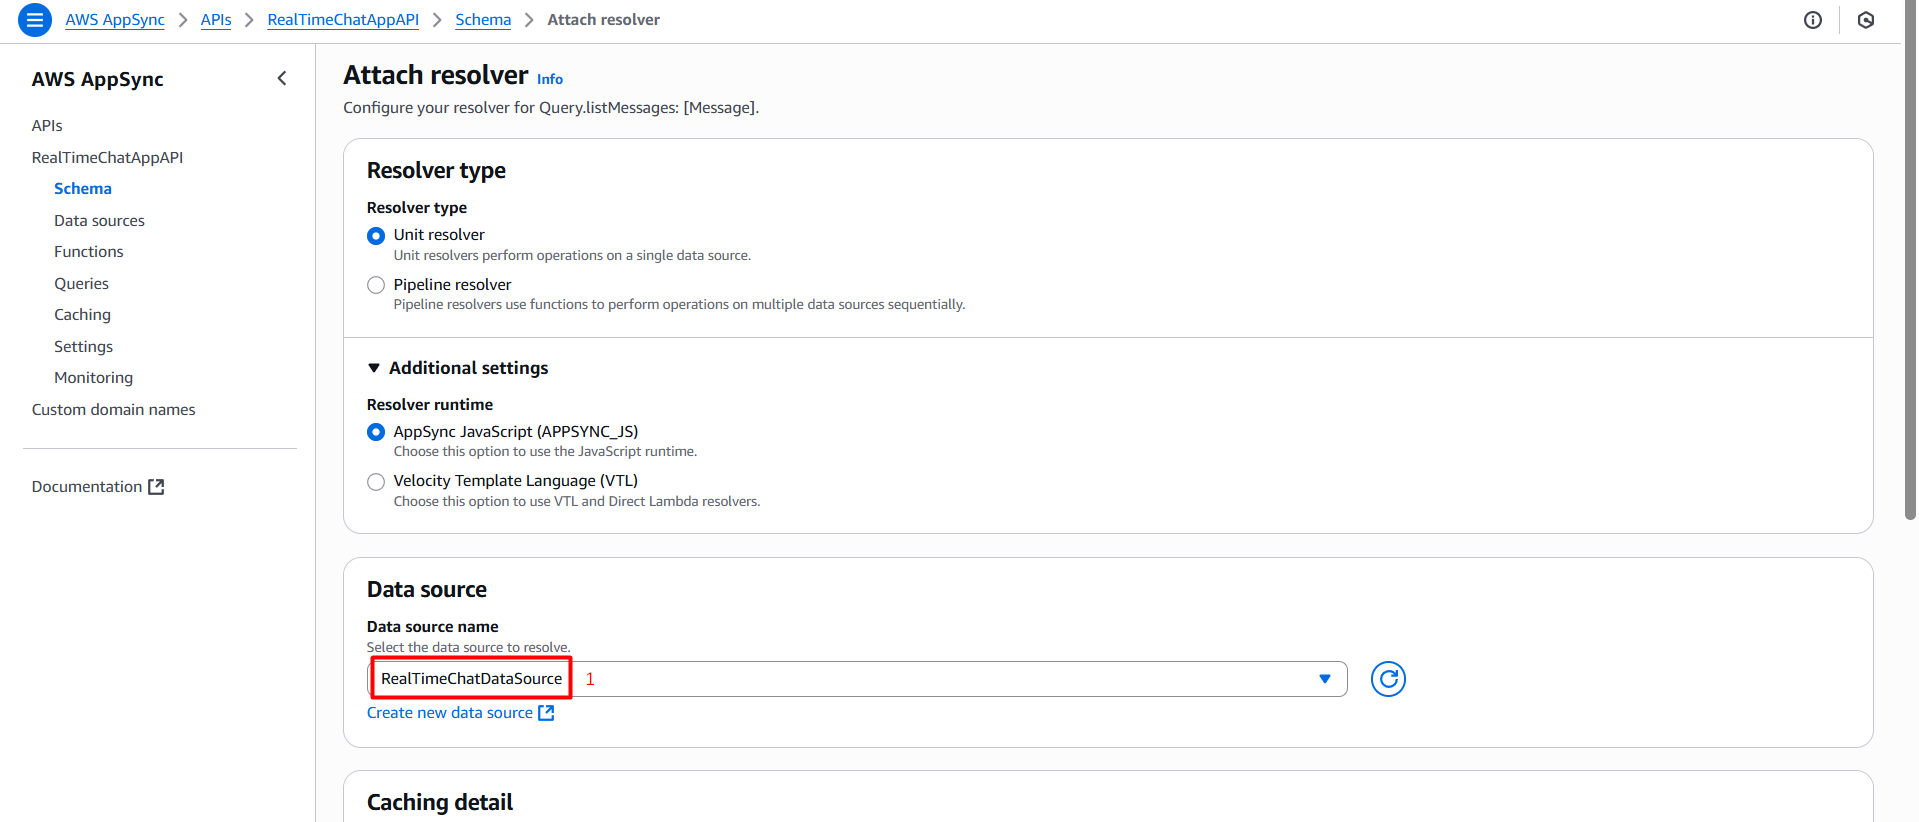 AWS AppSync > APIs > RealTimeChatAppAPI > Schema > Attach resolver
AWS AppSync
APIs
RealTimeChatAppAPI
Schema
Data sources
Functions
Queries
Caching
Settings
Monitoring
Custom domain names
Documentation
Attach resolver Info
Configure your resolver for Query.listMessages: [Message].
Resolver type
Resolver type
Unit resolver
Unit resolvers perform operations on a single data source.
Pipeline resolver
Pipeline resolvers use functions to perform operations on multiple data sources sequentially.
Additional settings
Resolver runtime
AppSync JavaScript (APPSYNC_JS)
Choose this option to use the JavaScript runtime.
Velocity Template Language (VTL)
Choose this option to use VTL and Direct Lambda resolvers.
Data source
Data source name
Select the data source to resolve.
RealTimeChatDataSource 1
Create new data source
Caching detail